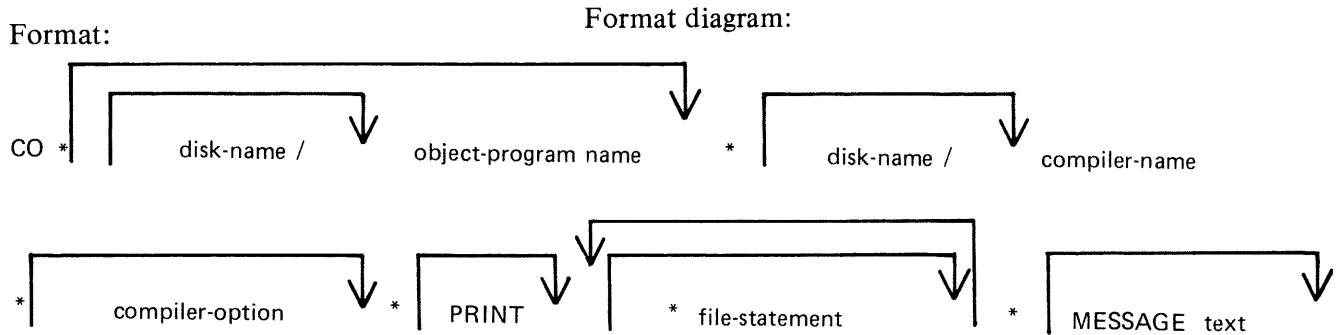 Format diagram:
Format:
CO * disk-name / object-program name * disk-name / compiler-name
* compiler-option * PRINT * file-statement * MESSAGE text